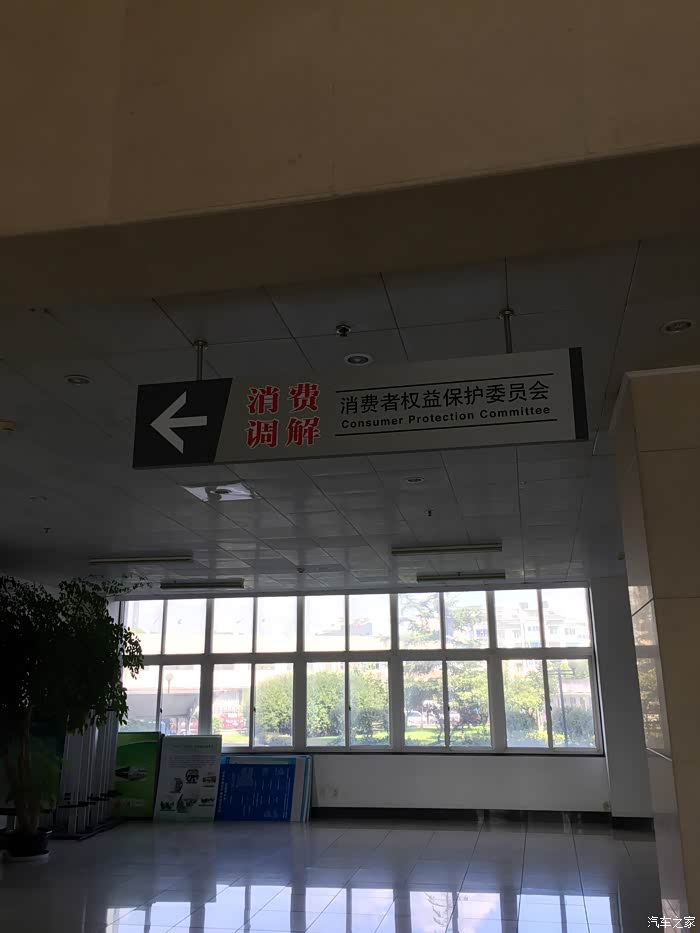 消费
调解
消费者权益保护委员会
Consumer Protection Committee
汽车之家